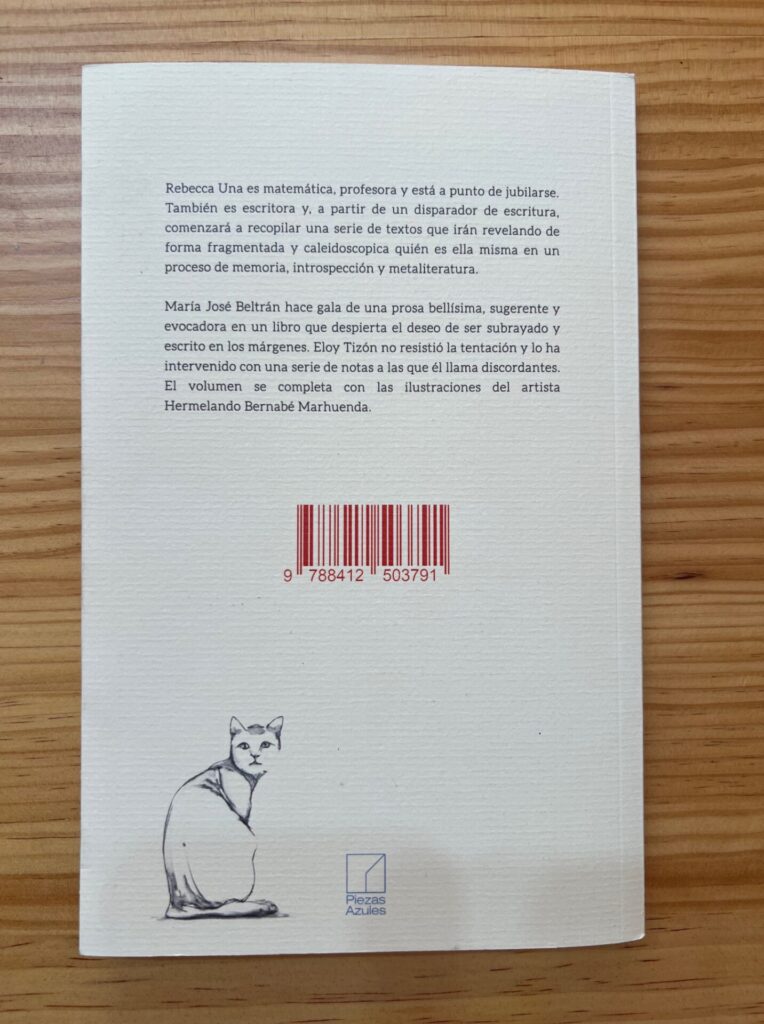 Rebecca Una es matemática, profesora y está a punto de jubilarse.
También es escritora y, a partir de un disparador de escritura,
comenzará a recopilar una serie de textos que irán revelando de
forma fragmentada y caleidoscopica quién es ella misma en un
proceso de memoria, introspección y metaliteratura.
María José Beltrán hace gala de una prosa bellísima, sugerente y
evocadora en un libro que despierta el deseo de ser subrayado y
escrito en los márgenes. Eloy Tizón no resistió la tentación y lo ha
intervenido con una serie de notas a las que él llama discordantes.
El volumen se completa con las ilustraciones del artista
Hermelando Bernabé Marhuenda.
9 788412 503791
Piezas
Azules